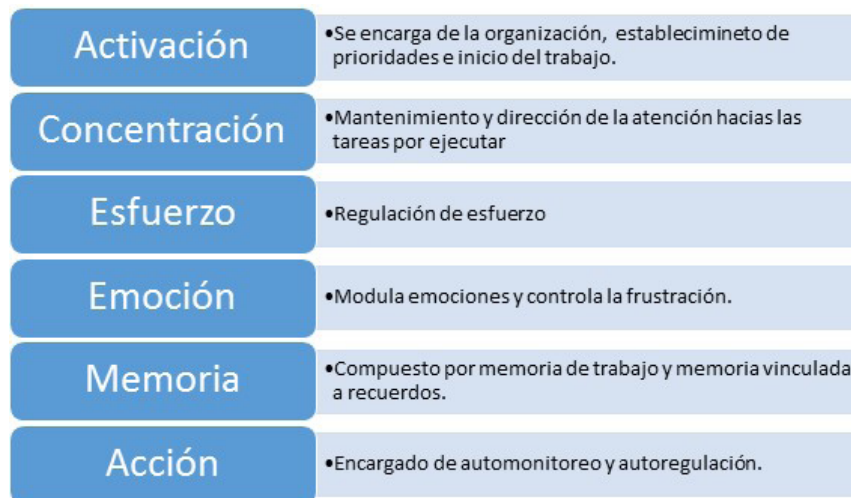 Activación
•Se encarga de la organización, establecimineto de
prioridades e inicio del trabajo.
Concentración
•Mantenimiento y dirección de la atención hacias las
tareas por ejecutar
Esfuerzo
•Regulación de esfuerzo
Emoción
•Modula emociones y controla la frustración.
Memoria
•Compuesto por memoria de trabajo y memoria vinculada
a recuerdos.
Acción
•Encargado de automonitoreo y autoregulación.